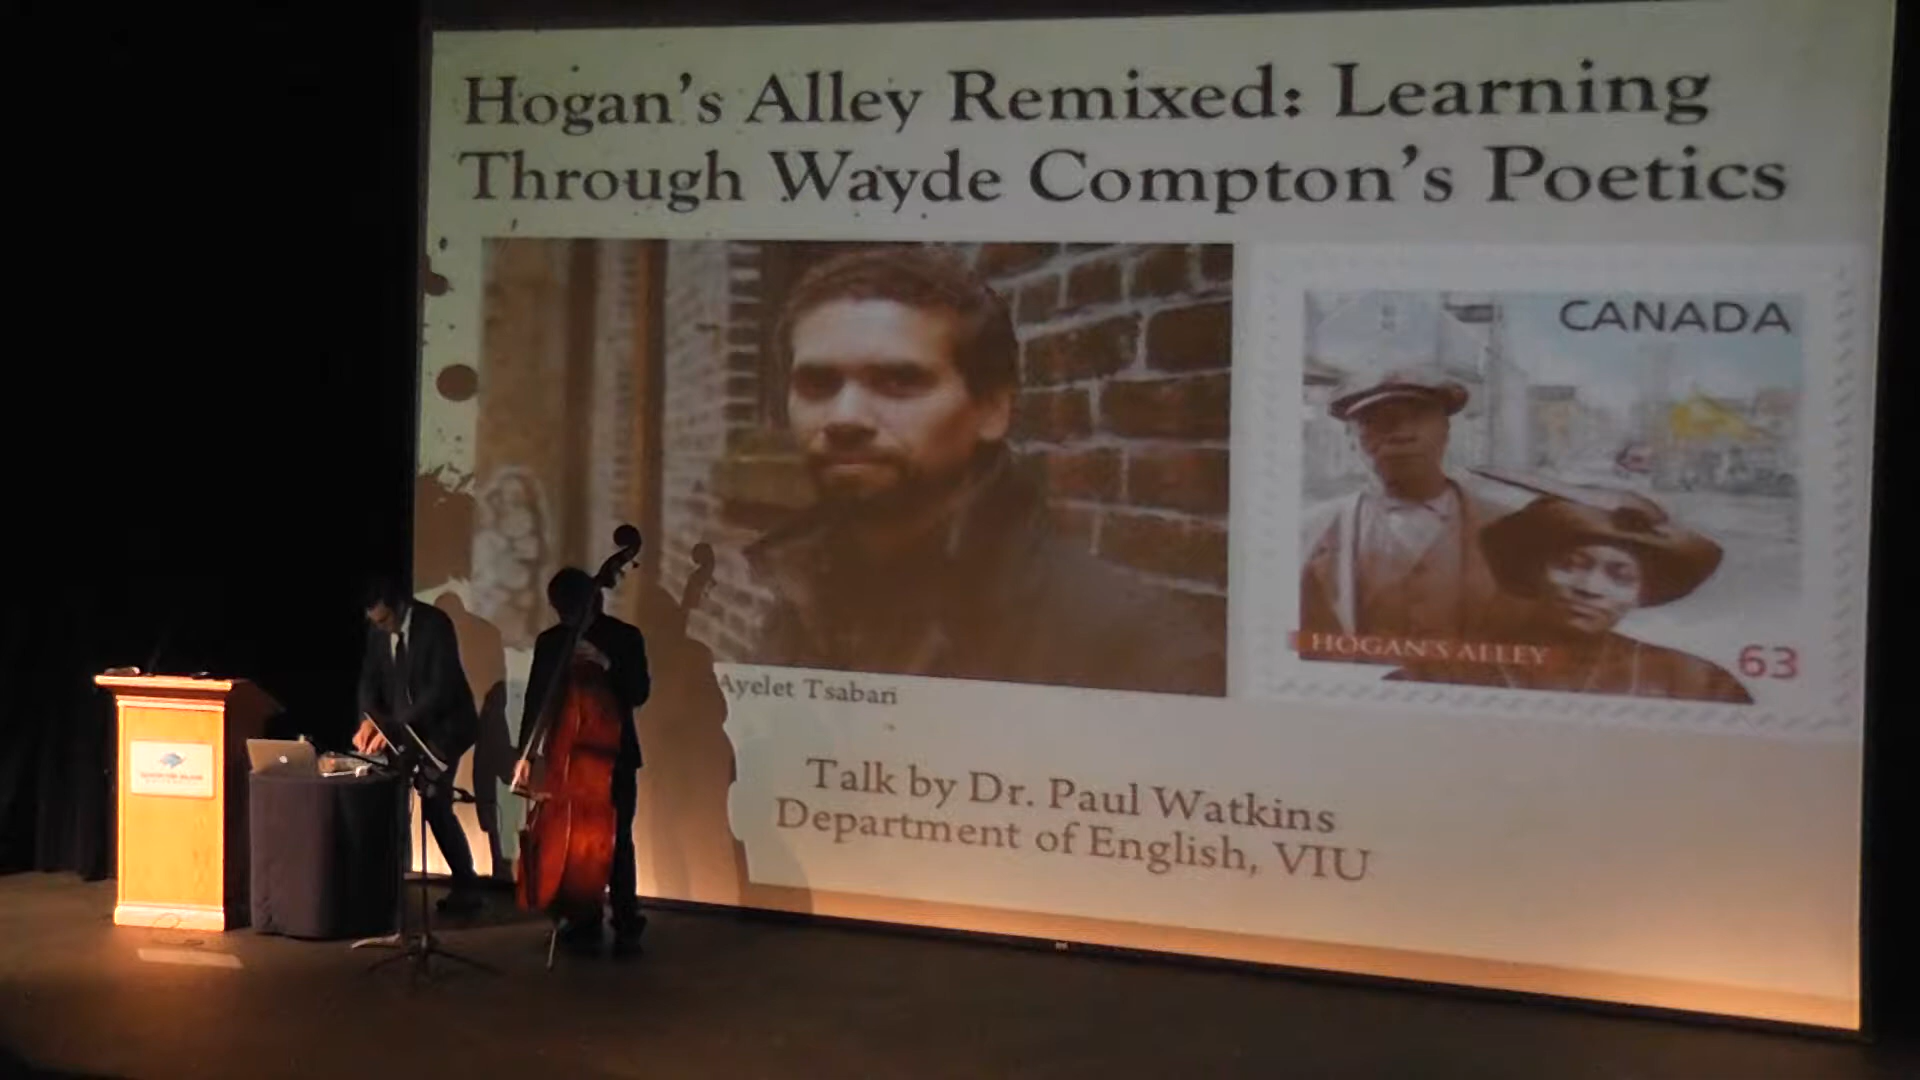 Hogan's Alley Remixed: Learning
Through Wayde Compton's Poetics
CANADA
HOGAN'S ALLEY
63
Ayelet Tsabari
Talk by Dr. Paul Watkins
Department of English, VIU